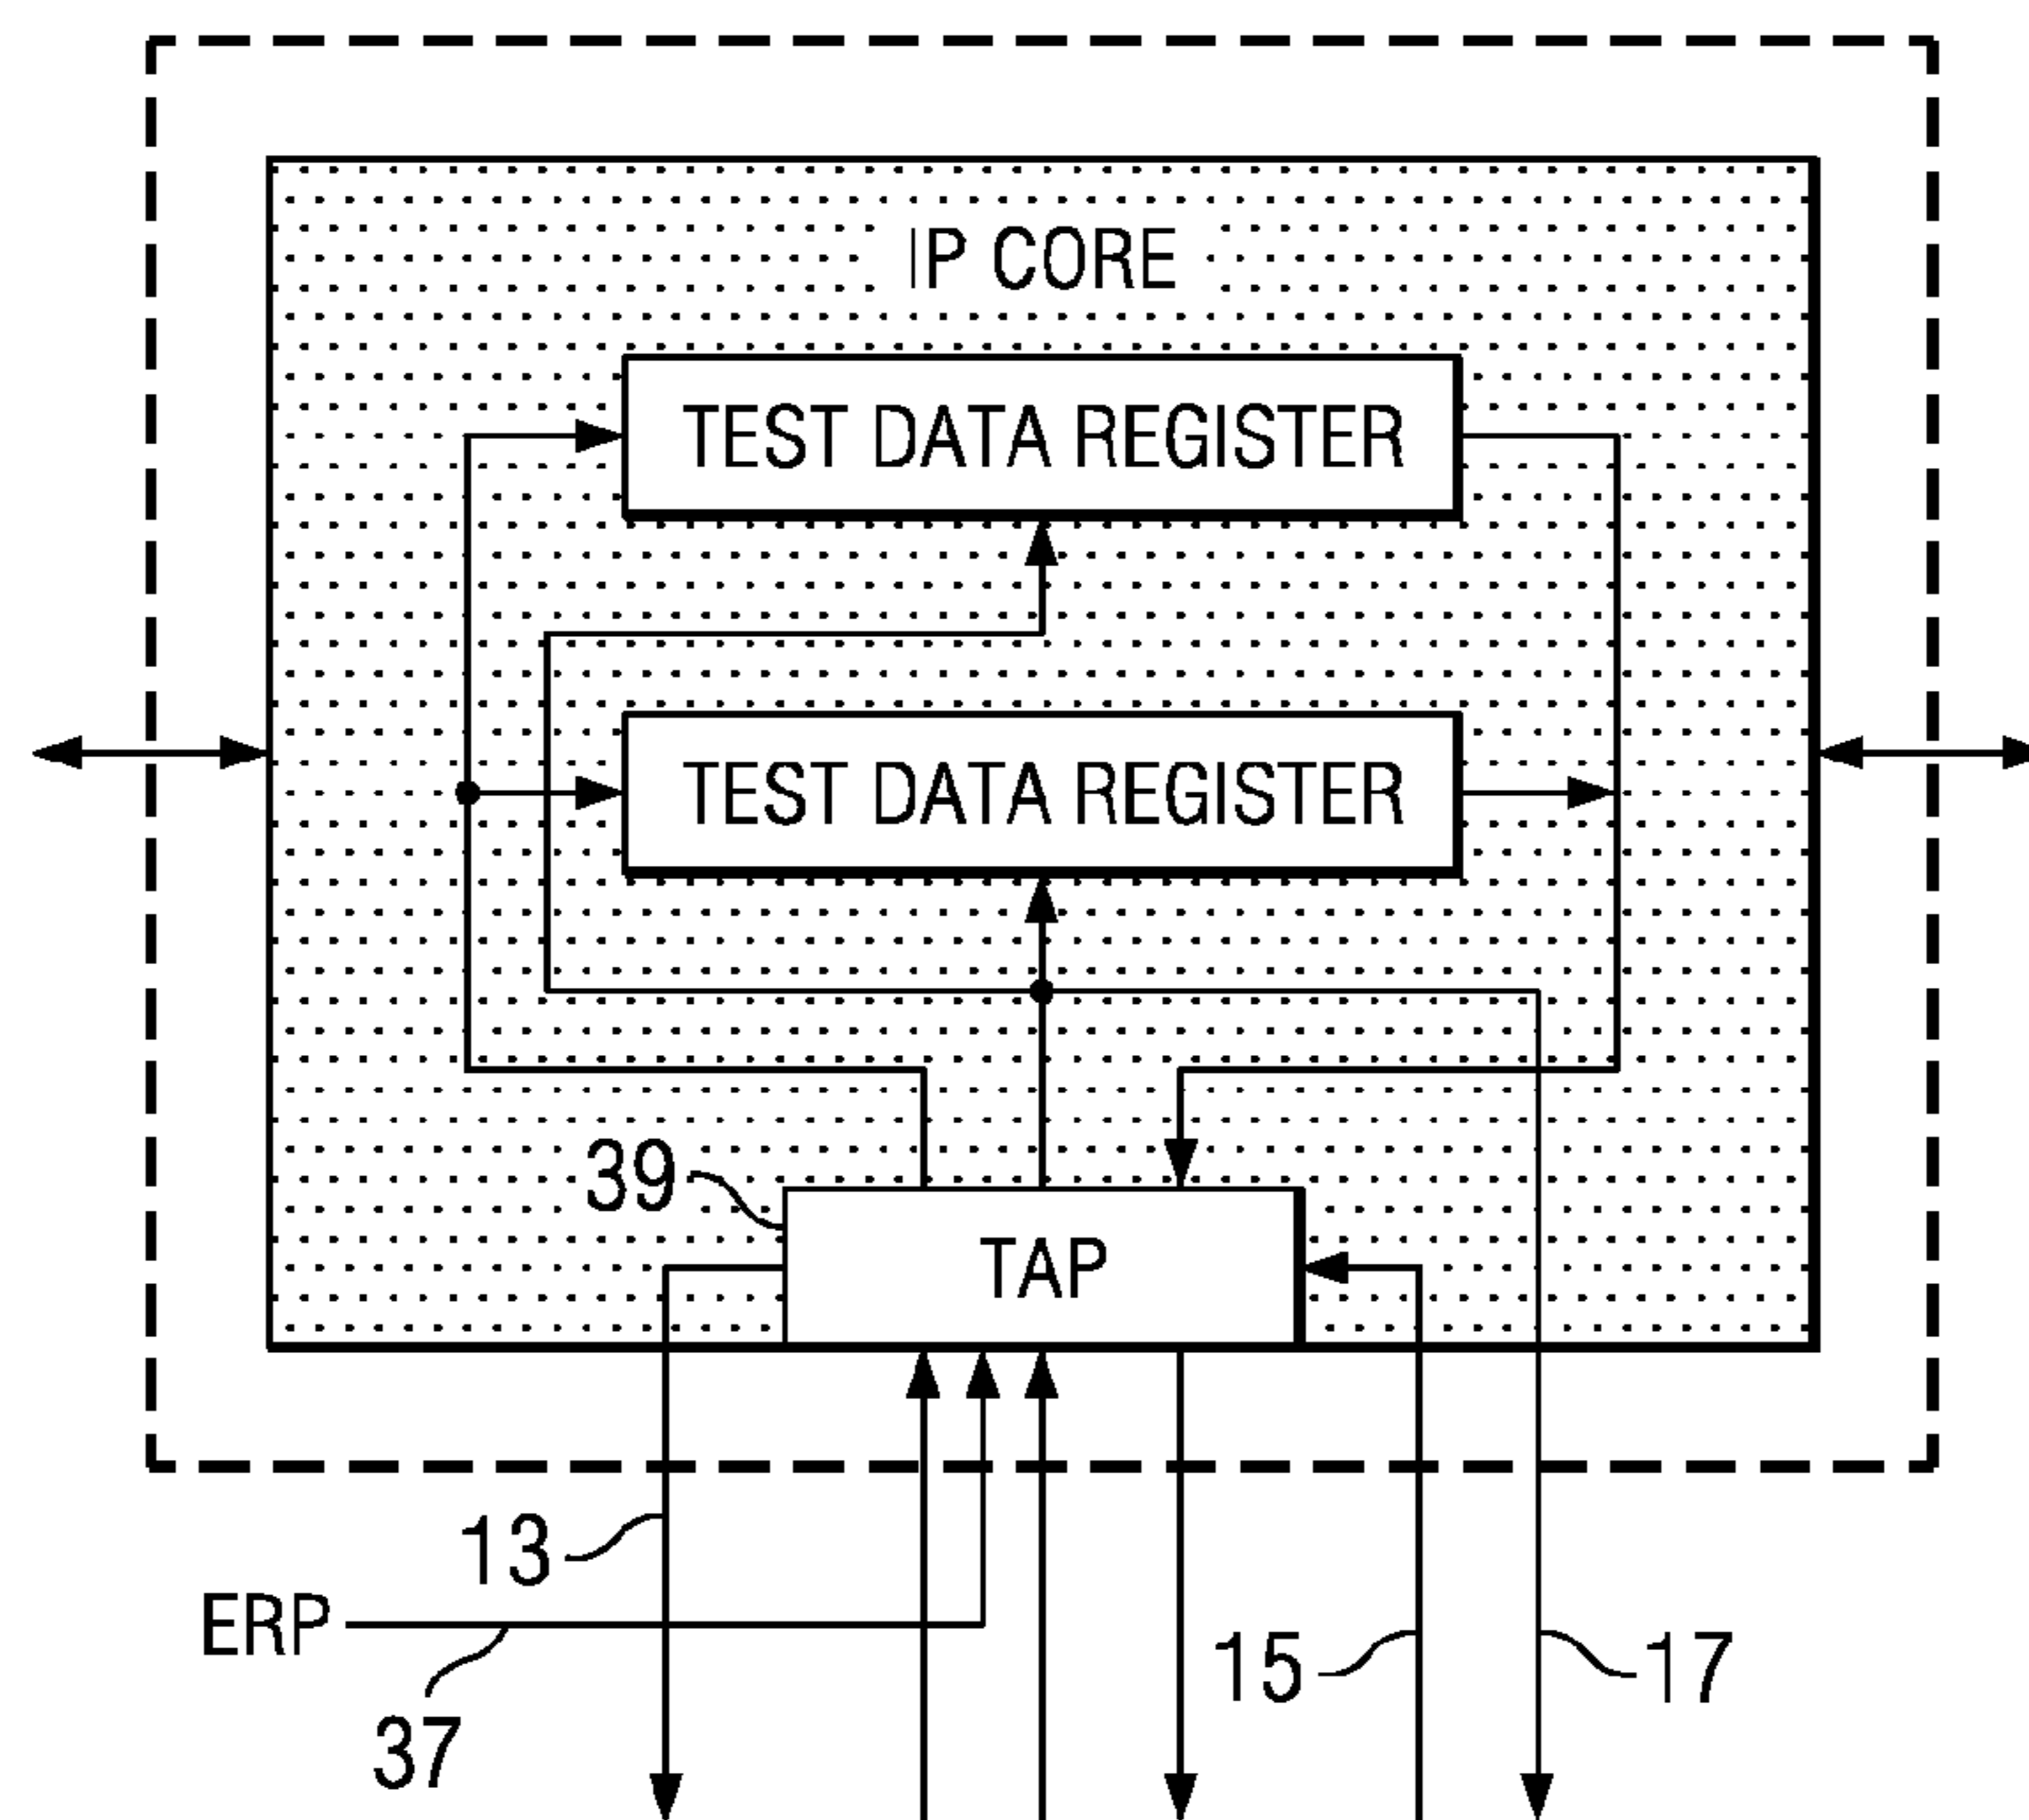 IP CORE
TEST DATA REGISTER
TEST DATA REGISTER
39
TAP
13
ERP
15
17
37